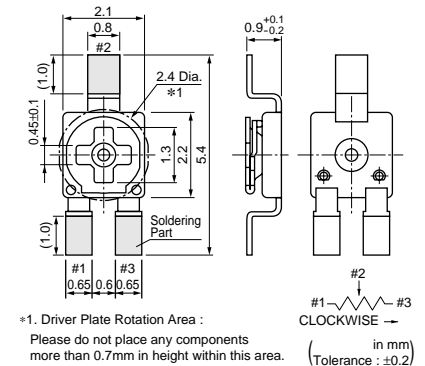 2.1
0.8
#2
0.9 +0.1 -0.2
(1.0)
2.4 Dia.
*1
0.45±0.1
1.3
2.2
5.4
(1.0)
Soldering
Part
#1 #3
0.65 0.6 0.65
#2
#1 #3
CLOCKWISE →
*1. Driver Plate Rotation Area :
Please do not place any components
more than 0.7mm in height within this area.
( in mm
Tolerance : ±0.2 )